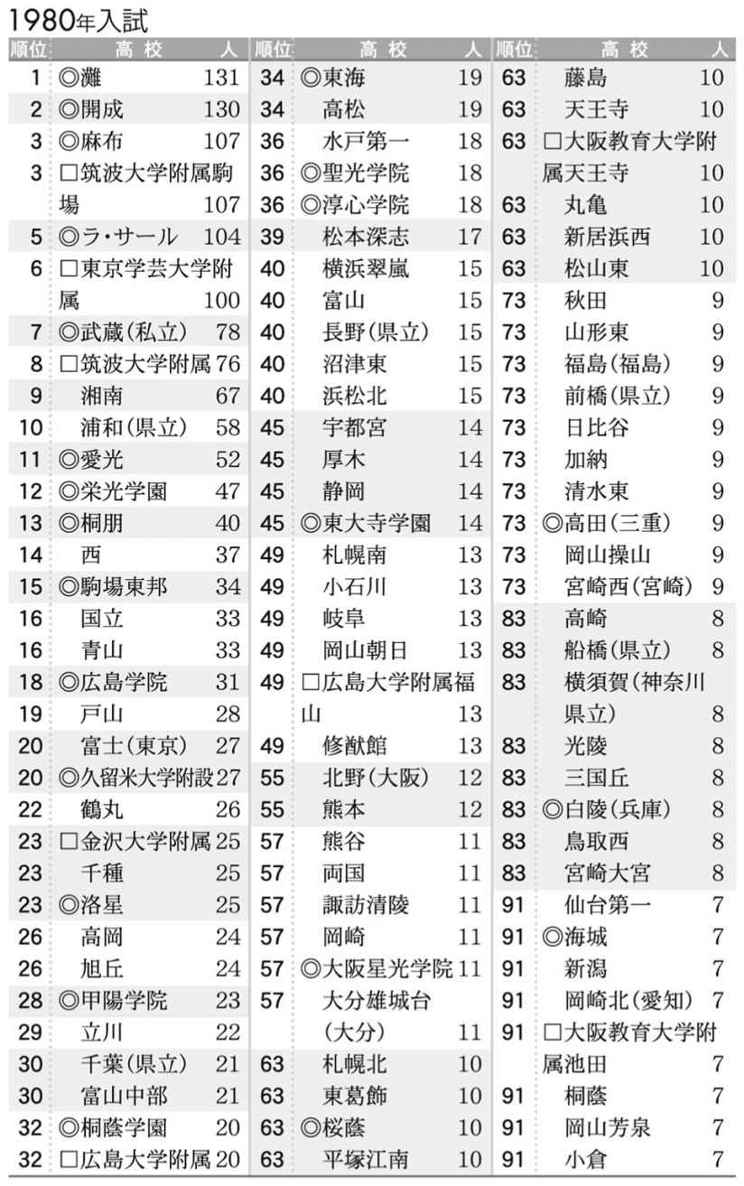 1980年入試
順位 高校 人
1 ◎灘 131
2 ◎開成 130
3 ◎麻布 107
3 □筑波大学附属駒
場 107
5 ◎ラ・サール 104
6 □東京学芸大学附
属 100
7 ◎武蔵(私立) 78
8 □筑波大学附属 76
9 湘南 67
10 浦和(県立) 58
11 ◎愛光 52
12 ◎栄光学園 47
13 ◎桐朋 40
14 西 37
15 ◎駒場東邦 34
16 国立 33
16 青山 33
18 ◎広島学院 31
19 戸山 28
20 富士(東京) 27
20 ◎久留米大学附設 27
22 鶴丸 26
23 □金沢大学附属 25
23 千種 25
23 ◎洛星 25
26 高岡 24
26 旭丘 24
28 ◎甲陽学院 23
29 立川 22
30 千葉(県立) 21
30 富山中部 21
32 ◎桐蔭学園 20
32 □広島大学附属 20
順位 高校 人
34 ◎東海 19
34 高松 19
36 水戸第一 18
36 ◎聖光学院 18
36 ◎淳心学院 18
39 松本深志 17
40 横浜翠嵐 15
40 富山 15
40 長野(県立) 15
40 沼津東 15
40 浜松北 15
45 宇都宮 14
45 厚木 14
45 静岡 14
45 ◎東大寺学園 14
49 札幌南 13
49 小石川 13
49 岐阜 13
49 岡山朝日 13
49 □広島大学附属福
山 13
49 修猷館 13
55 北野(大阪) 12
55 熊本 12
57 熊谷 11
57 両国 11
57 諏訪清陵 11
57 岡崎 11
57 ◎大阪星光学院 11
57 大分雄城台
(大分) 11
63 札幌北 10
63 東葛飾 10
63 ◎桜蔭 10
63 平塚江南 10
順位 高校 人
63 藤島 10
63 天王寺 10
63 □大阪教育大学附
属天王寺 10
63 丸亀 10
63 新居浜西 10
63 松山東 10
73 秋田 9
73 山形東 9
73 福島(福島) 9
73 前橋(県立) 9
73 日比谷 9
73 加納 9
73 清水東 9
73 ◎高田(三重) 9
73 岡山操山 9
73 宮崎西(宮崎) 9
83 高崎 8
83 船橋(県立) 8
83 横須賀(神奈川
県立) 8
83 光陵 8
83 三国丘 8
83 ◎白陵(兵庫) 8
83 鳥取西 8
83 宮崎大宮 8
91 仙台第一 7
91 ◎海城 7
91 新潟 7
91 岡崎北(愛知) 7
91 □大阪教育大学附
属池田 7
91 桐蔭 7
91 岡山芳泉 7
91 小倉 7